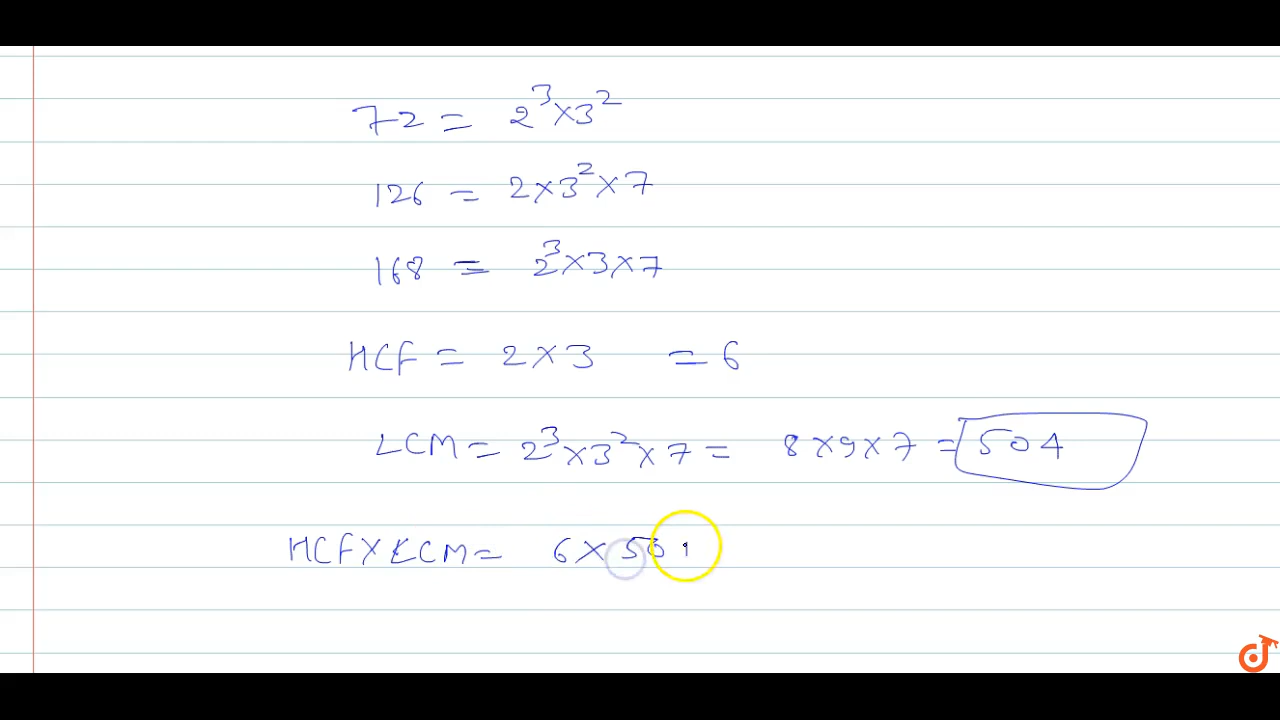 72 = 2³×3²
126 = 2×3²×7
168 = 2³×3×7
HCF = 2×3 = 6
LCM = 2³×3²×7 = 8×9×7 = 504
HCF×LCM = 6×50